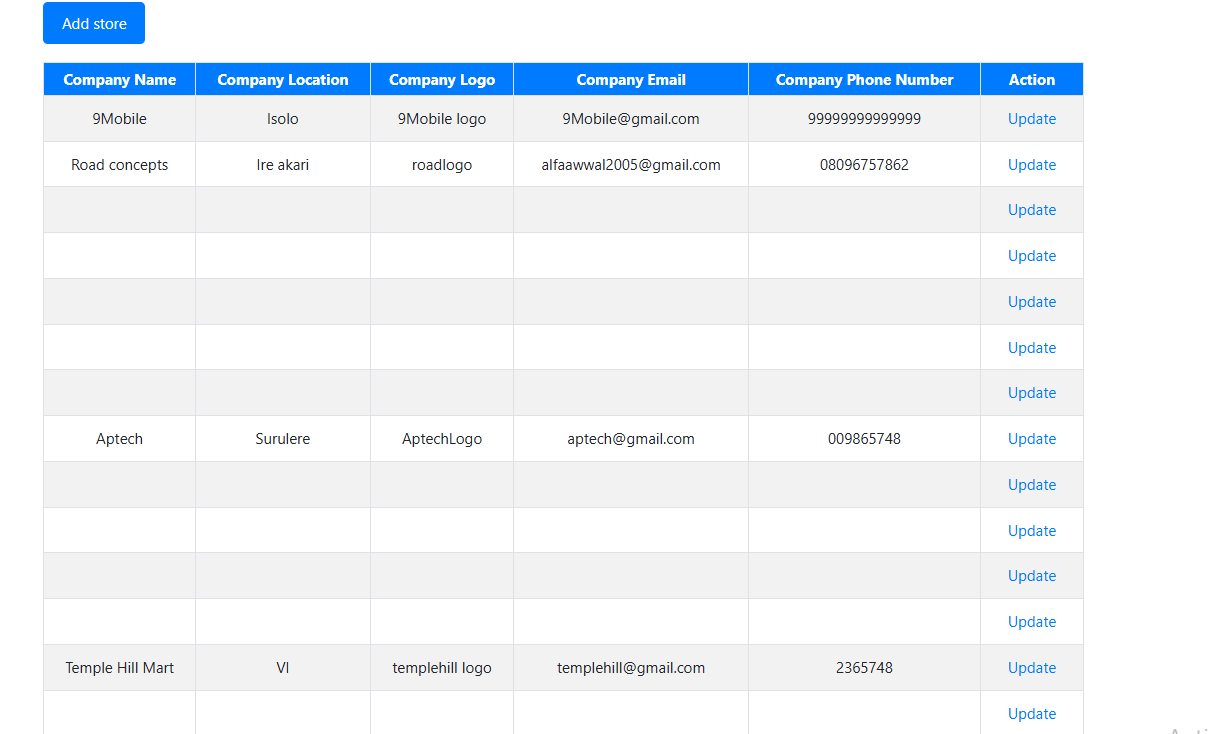 Add store
Company Name Company Location Company Logo Company Email Company Phone Number Action
9Mobile Isolo 9Mobile logo 9Mobile@gmail.com 99999999999999 Update
Road concepts Ire akari roadlogo alfaawwal2005@gmail.com 08096757862 Update
Update
Update
Update
Update
Update
Aptech Surulere AptechLogo aptech@gmail.com 009865748 Update
Update
Update
Update
Update
Temple Hill Mart VI templehill logo templehill@gmail.com 2365748 Update
Update